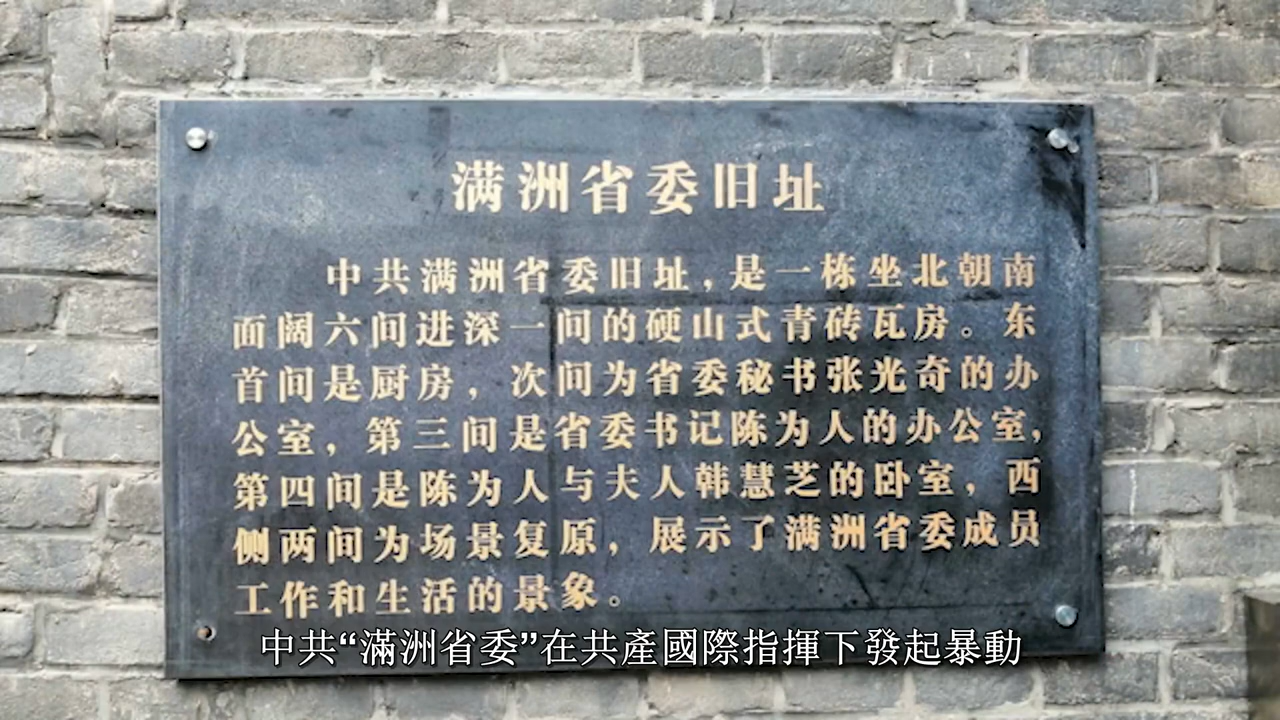 满洲省委旧址
中共满洲省委旧址,是一栋坐北朝南
面阔六间进深一间的硬山式青砖瓦房。东
首间是厨房,次间为省委秘书张光奇的办
公室,第三间是省委书记陈为人的办公室,
第四间是陈为人与夫人韩慧芝的卧室,西
侧两间为场景复原,展示了满洲省委成员
工作和生活的景象。
中共“滿洲省委”在共產國際指揮下發起暴動